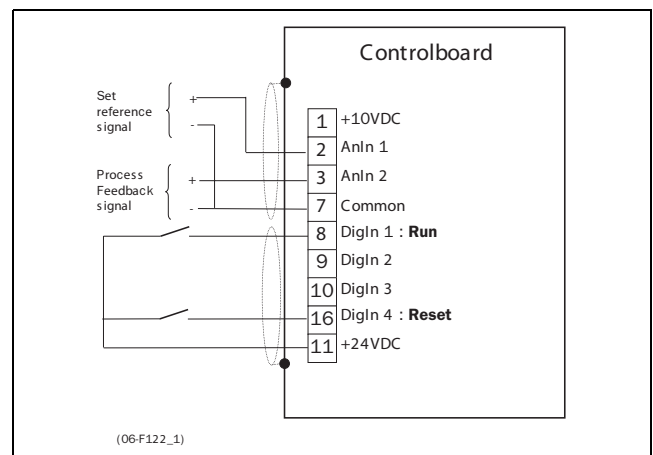 Controlboard
Set
reference
signal
+
-
Process
Feedback
signal
+
-
1 +10VDC
2 AnIn 1
3 AnIn 2
7 Common
8 DigIn 1 : Run
9 DigIn 2
10 DigIn 3
16 DigIn 4 : Reset
11 +24VDC
(06-F122_1)